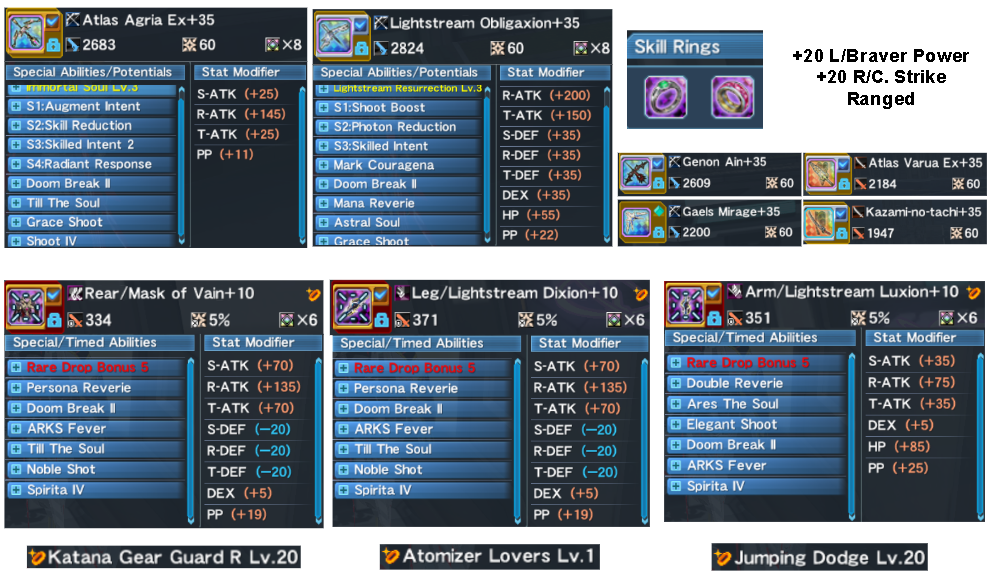 Atlas Agria Ex+35
2683 60 ×8
Special Abilities/Potentials Stat Modifier
Immortal Soul Lv.3
S1:Augment Intent
S2:Skill Reduction
S3:Skilled Intent 2
S4:Radiant Response
Doom Break Ⅱ
Till The Soul
Grace Shoot
Shoot Ⅳ
S-ATK (+25)
R-ATK (+145)
T-ATK (+25)
PP (+11)
Lightstream Obligaxion+35
2824 60 ×8
Special Abilities/Potentials Stat Modifier
Lightstream Resurrection Lv.3
S1:Shoot Boost
S2:Photon Reduction
S3:Skilled Intent
Mark Couragena
Doom Break Ⅱ
Mana Reverie
Astral Soul
Grace Shoot
R-ATK (+200)
T-ATK (+150)
S-DEF (+35)
R-DEF (+35)
T-DEF (+35)
DEX (+35)
HP (+55)
PP (+22)
Skill Rings
+20 L/Braver Power
+20 R/C. Strike
Ranged
Genon Ain+35
2609 60
Atlas Varua Ex+35
2184 60
Gaels Mirage+35
2200 60
Kazami-no-tachi+35
1947 60
Rear/Mask of Vain+10
334 5% ×6
Special/Timed Abilities Stat Modifier
Rare Drop Bonus 5
Persona Reverie
Doom Break Ⅱ
ARKS Fever
Till The Soul
Noble Shot
Spirita Ⅳ
S-ATK (+70)
R-ATK (+135)
T-ATK (+70)
S-DEF (−20)
R-DEF (−20)
T-DEF (−20)
DEX (+5)
PP (+19)
Leg/Lightstream Dixion+10
371 5% ×6
Special/Timed Abilities Stat Modifier
Rare Drop Bonus 5
Persona Reverie
Doom Break Ⅱ
ARKS Fever
Till The Soul
Noble Shot
Spirita Ⅳ
S-ATK (+70)
R-ATK (+135)
T-ATK (+70)
S-DEF (−20)
R-DEF (−20)
T-DEF (−20)
DEX (+5)
PP (+19)
Arm/Lightstream Luxion+10
351 5% ×6
Special/Timed Abilities Stat Modifier
Rare Drop Bonus 5
Double Reverie
Ares The Soul
Elegant Shoot
Doom Break Ⅱ
ARKS Fever
Spirita Ⅳ
S-ATK (+35)
R-ATK (+75)
T-ATK (+35)
DEX (+5)
HP (+85)
PP (+25)
Katana Gear Guard R Lv.20
Atomizer Lovers Lv.1
Jumping Dodge Lv.20